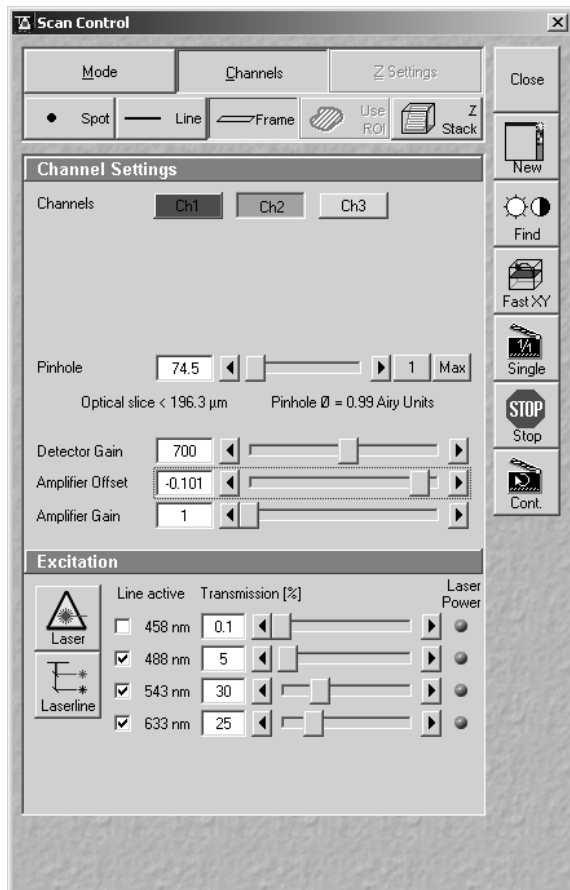 Scan Control
Mode Channels Z Settings Close
Spot Line Frame Use ROI Z Stack
New
Channel Settings
Channels Ch1 Ch2 Ch3
Find
Fast XY
Pinhole 74.5 1 Max
1/1
Single
Optical slice < 196.3 µm Pinhole Ø = 0.99 Airy Units
STOP
Stop
Detector Gain 700
Amplifier Offset -0.101
Amplifier Gain 1
Cont.
Excitation
Line active Transmission [%] Laser Power
Laser
458 nm 0.1
488 nm 5
Laserline
543 nm 30
633 nm 25